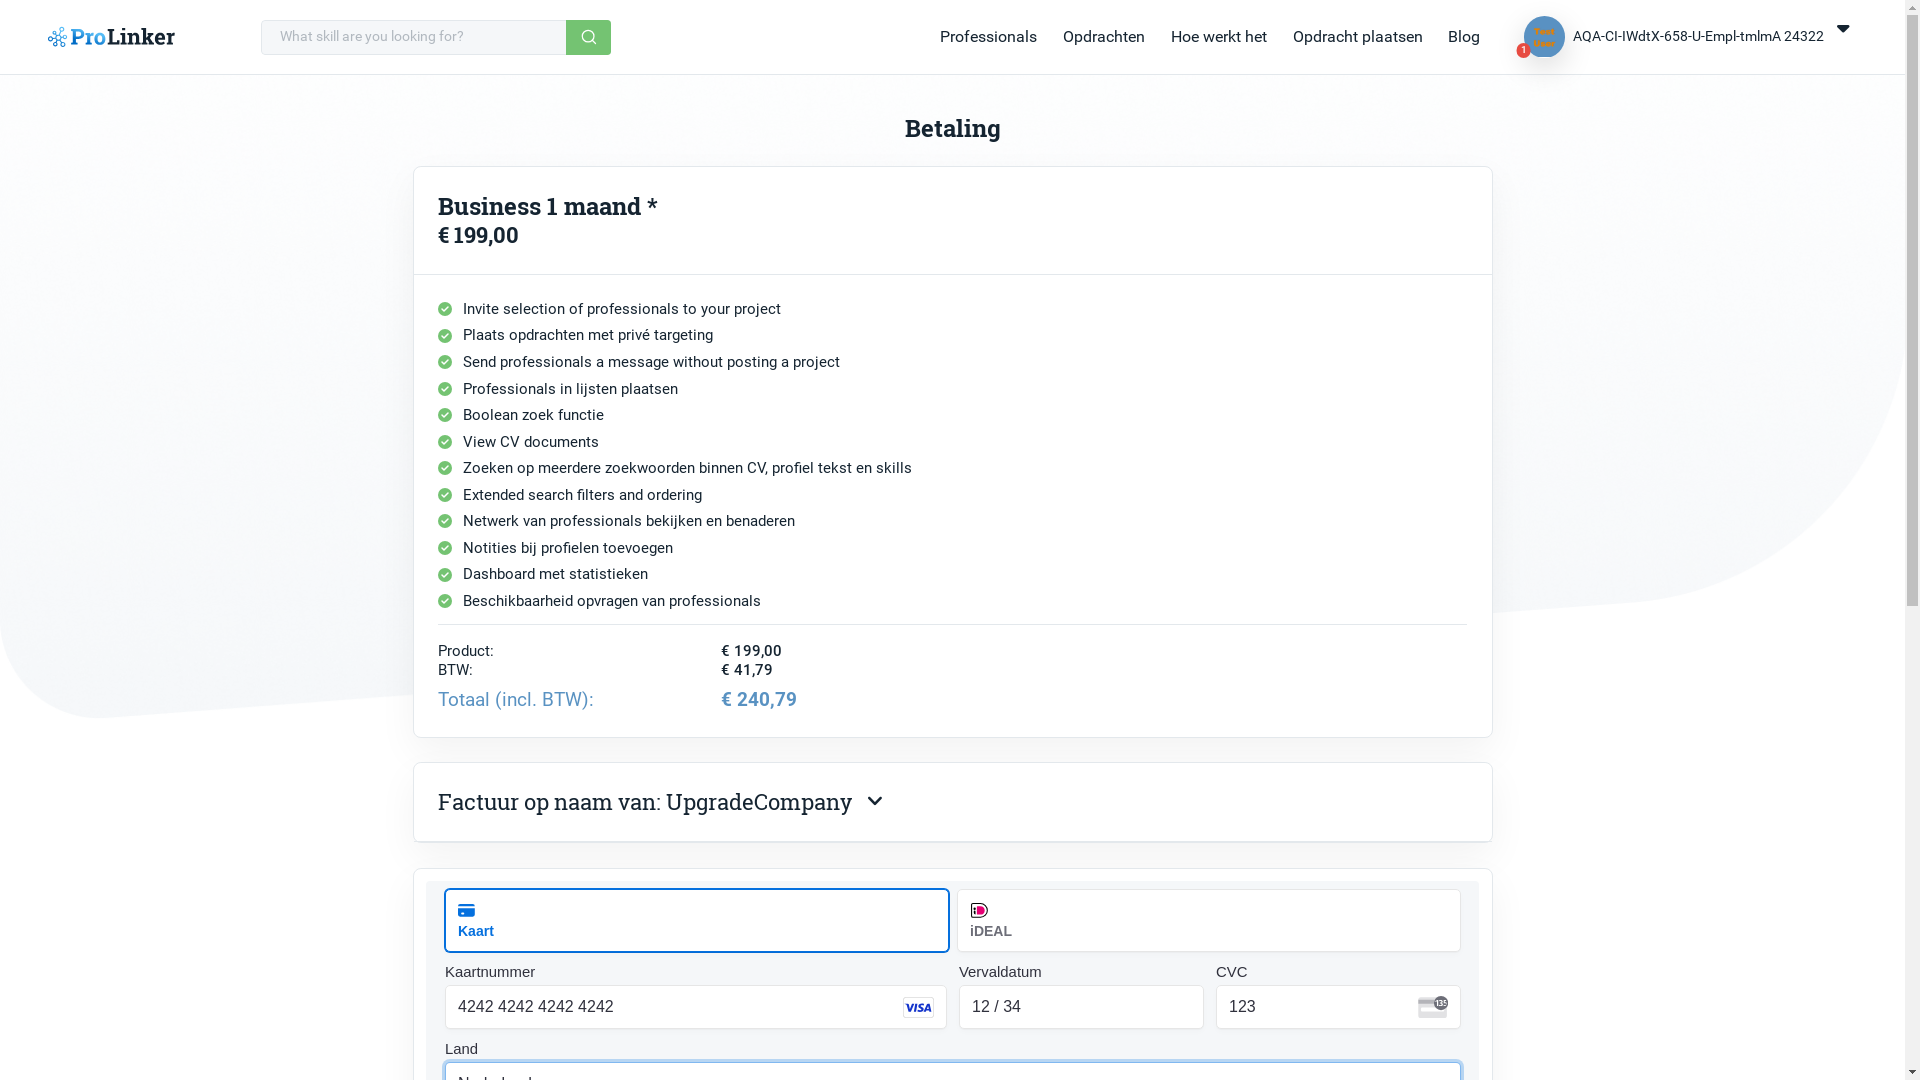 ProLinker
What skill are you looking for?
Professionals
Opdrachten
Hoe werkt het
Opdracht plaatsen
Blog
Test
User
1
AQA-CI-IWdtX-658-U-Empl-tmlmA 24322
Betaling
Business 1 maand *
€ 199,00
Invite selection of professionals to your project
Plaats opdrachten met privé targeting
Send professionals a message without posting a project
Professionals in lijsten plaatsen
Boolean zoek functie
View CV documents
Zoeken op meerdere zoekwoorden binnen CV, profiel tekst en skills
Extended search filters and ordering
Netwerk van professionals bekijken en benaderen
Notities bij profielen toevoegen
Dashboard met statistieken
Beschikbaarheid opvragen van professionals
Product: € 199,00
BTW: € 41,79
Totaal (incl. BTW): € 240,79
Factuur op naam van: UpgradeCompany
Kaart
iDEAL
Kaartnummer
Vervaldatum
CVC
4242 4242 4242 4242
VISA
12 / 34
123
135
Land